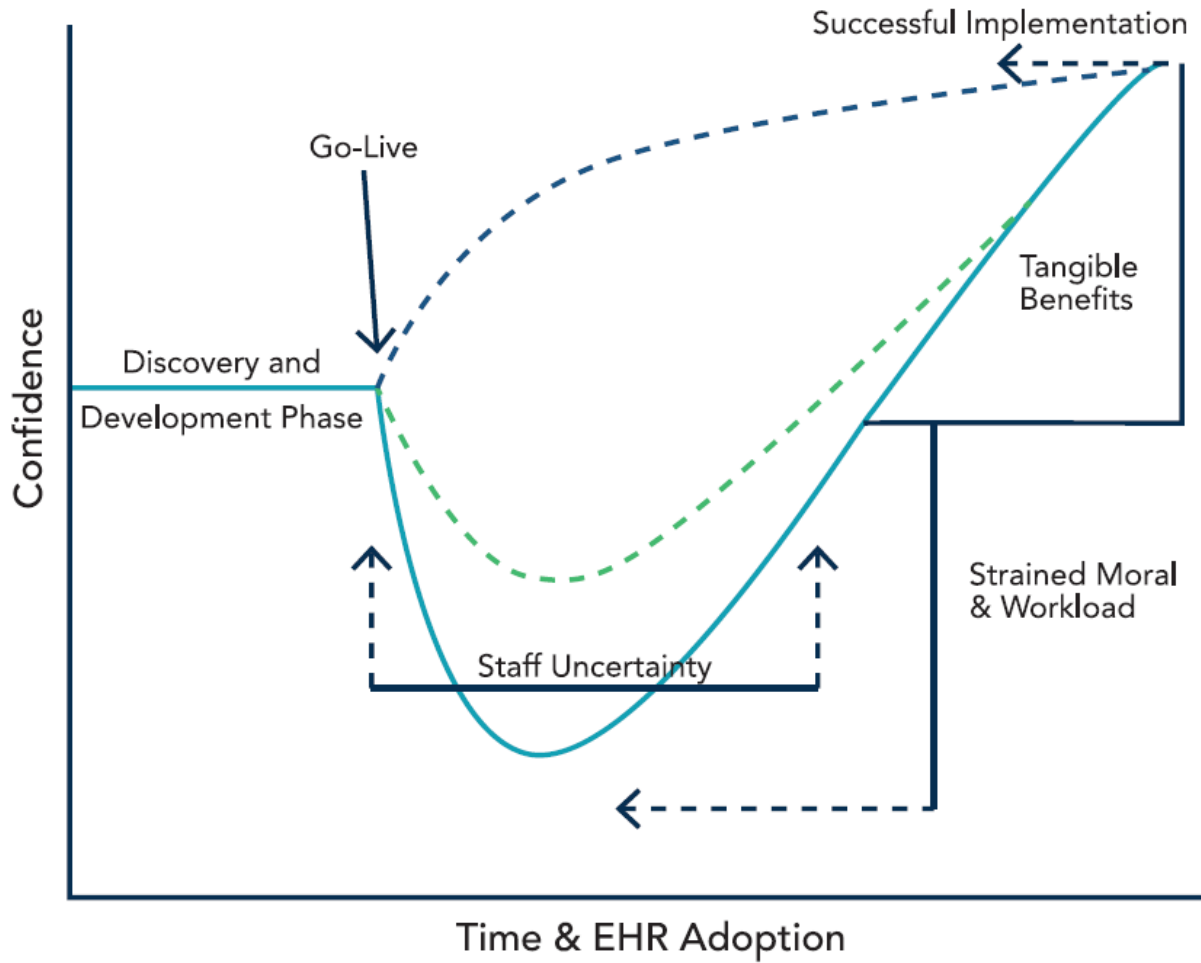 Successful Implementation
Go-Live
Discovery and
Development Phase
Tangible
Benefits
Confidence
Strained Moral
& Workload
Staff Uncertainty
Time & EHR Adoption